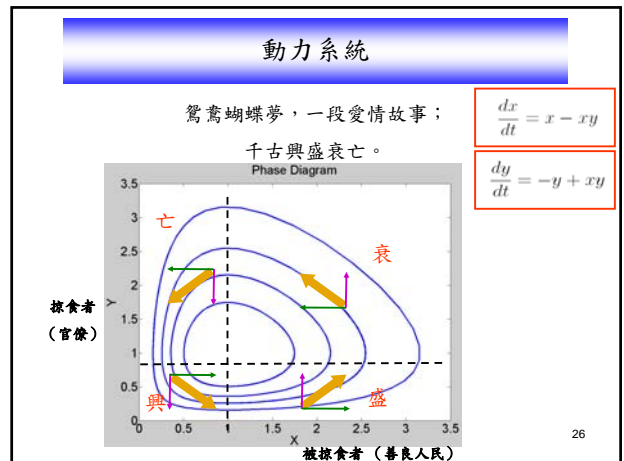 動力系統
鴛鴦蝴蝶夢，一段愛情故事；
千古興盛衰亡。
dx/dt = x − xy
dy/dt = −y + xy
Phase Diagram
3.5
3
2.5
2
1.5
1
0.5
0
亡
衰
興
盛
Y
掠食者
（官僚）
0 0.5 1 1.5 2 2.5 3 3.5
X
被掠食者（善良人民）
26